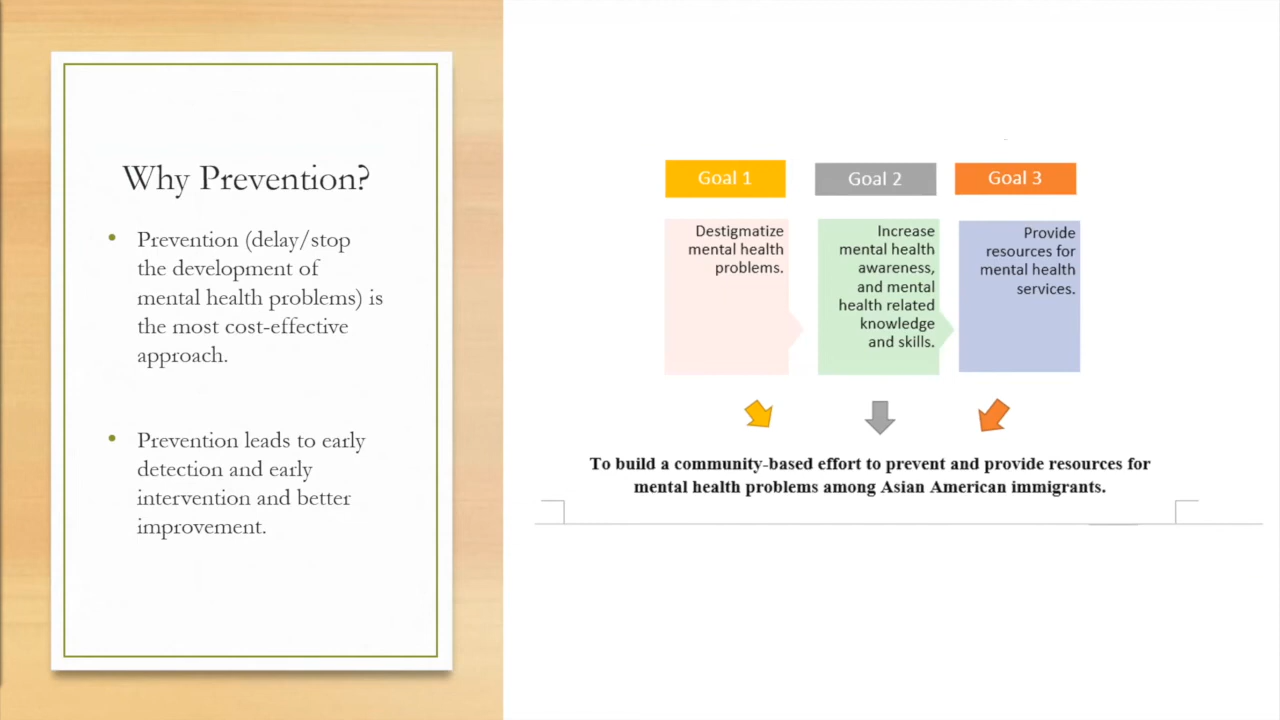 Why Prevention?
• Prevention (delay/stop
the development of
mental health problems) is
the most cost-effective
approach.
• Prevention leads to early
detection and early
intervention and better
improvement.
Goal 1
Destigmatize
mental health
problems.
Goal 2
Increase
mental health
awareness,
and mental
health related
knowledge
and skills.
Goal 3
Provide
resources for
mental health
services.
To build a community-based effort to prevent and provide resources for
mental health problems among Asian American immigrants.